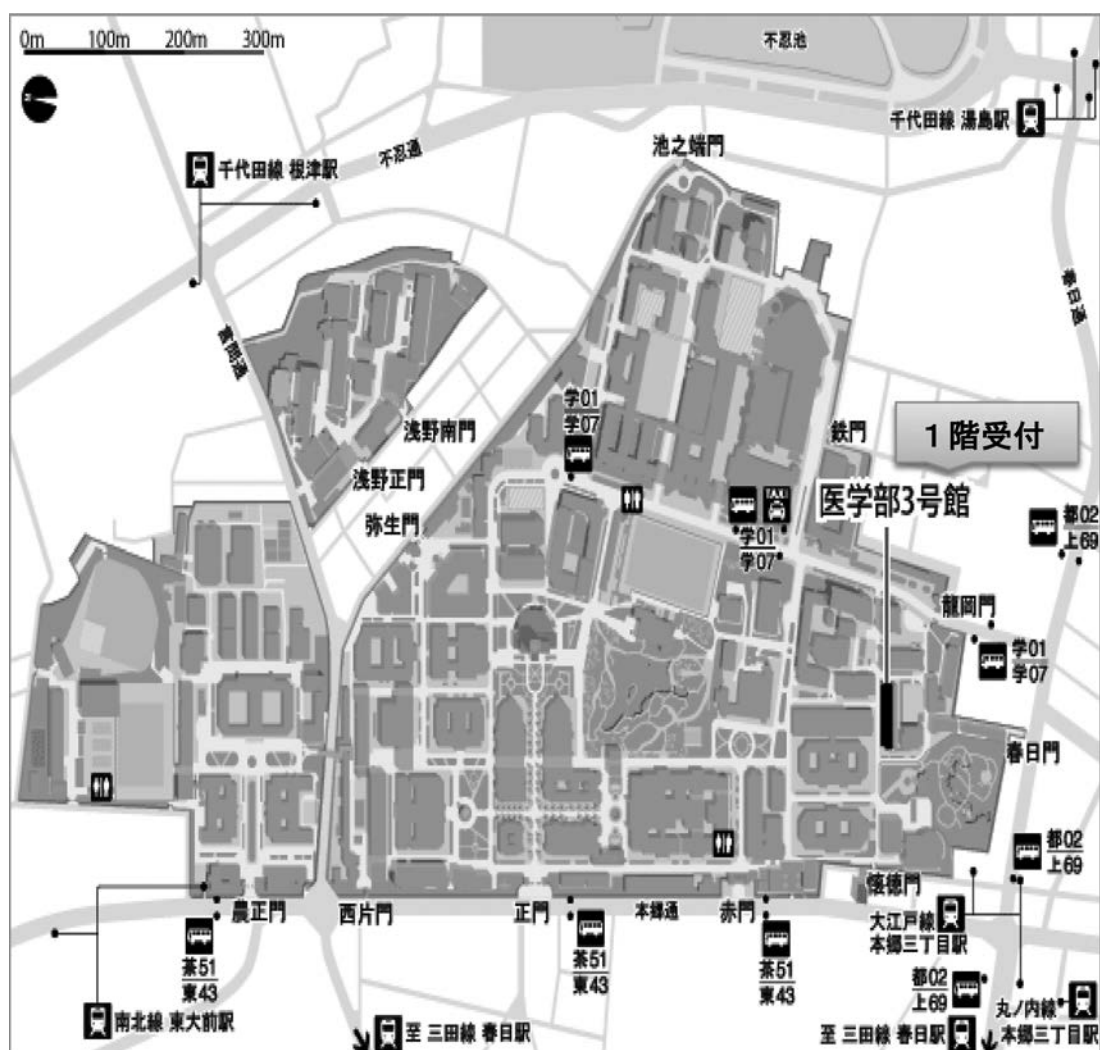 0m 100m 200m 300m
不忍池
千代田線 湯島駅
池之端門
不忍通
千代田線 根津駅
春日通
言問通
学01
学07
浅野南門
鉄門
1階受付
浅野正門
医学部3号館
弥生門
TAXI
学01
学07
都02
上69
龍岡門
学01
学07
春日門
都02
上69
懐徳門
農正門
西片門
正門
本郷通
赤門
大江戸線
本郷三丁目駅
茶51
東43
茶51
東43
茶51
東43
都02
上69
丸ノ内線
本郷三丁目駅
南北線 東大前駅
至 三田線 春日駅
至 三田線 春日駅